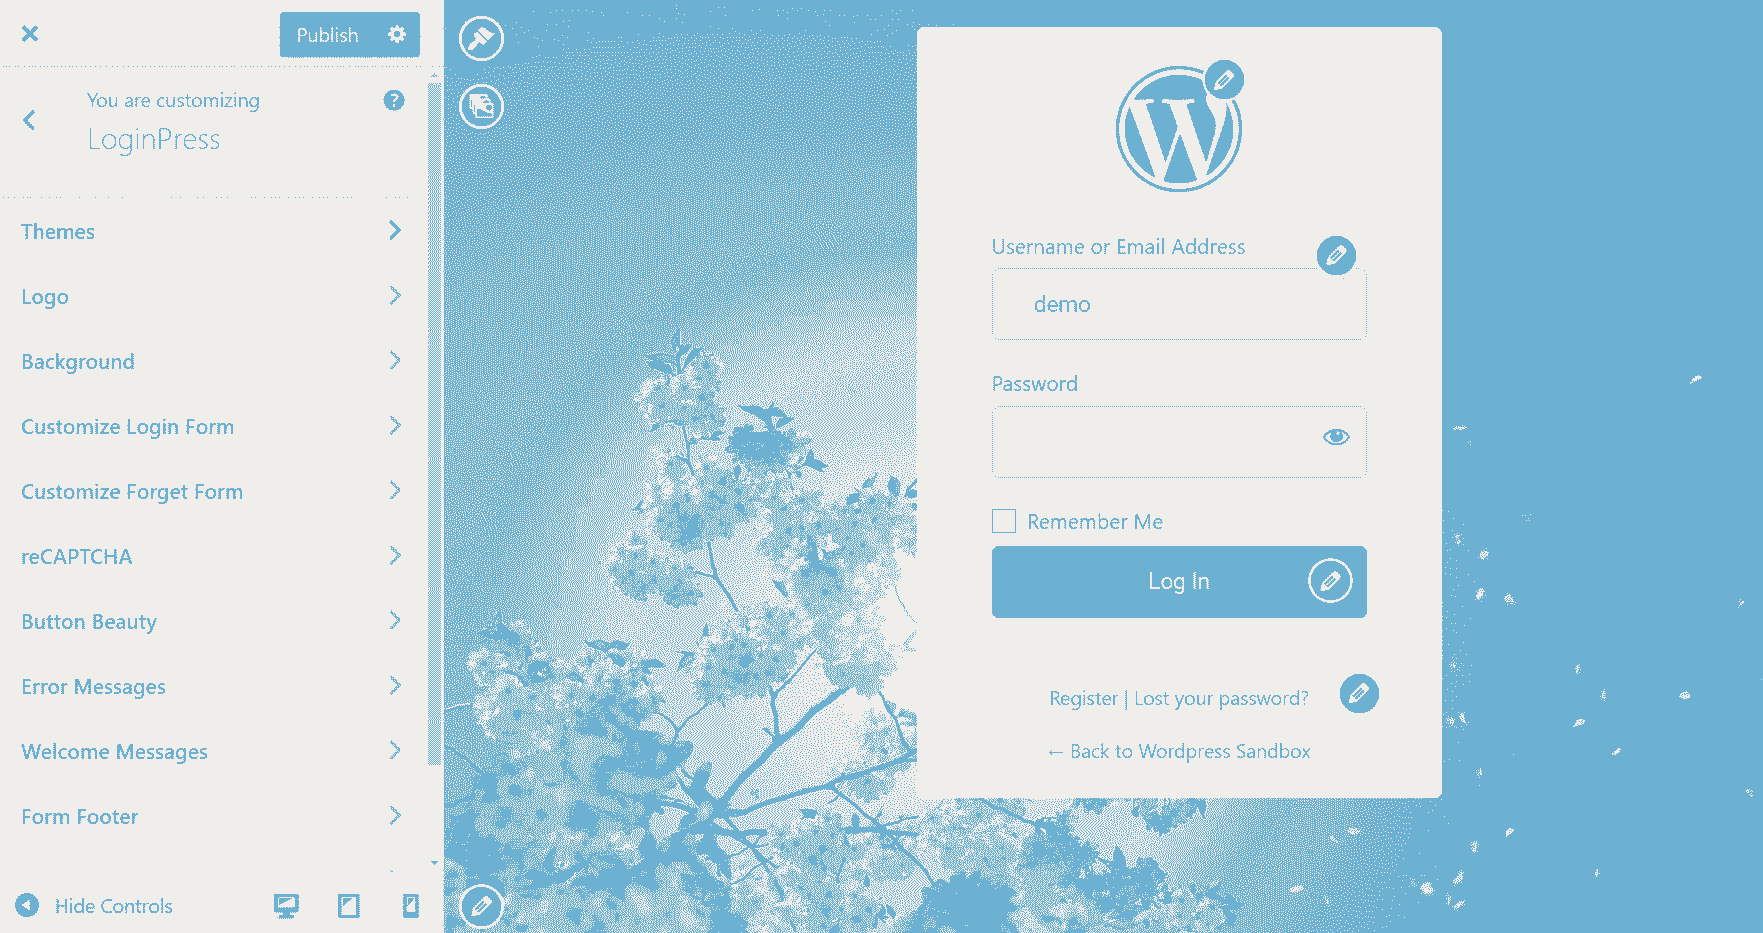 Publish
You are customizing
LoginPress
Themes
Logo
Background
Customize Login Form
Customize Forget Form
reCAPTCHA
Button Beauty
Error Messages
Welcome Messages
Form Footer
Hide Controls
Username or Email Address
demo
Password
Remember Me
Log In
Register | Lost your password?
← Back to Wordpress Sandbox